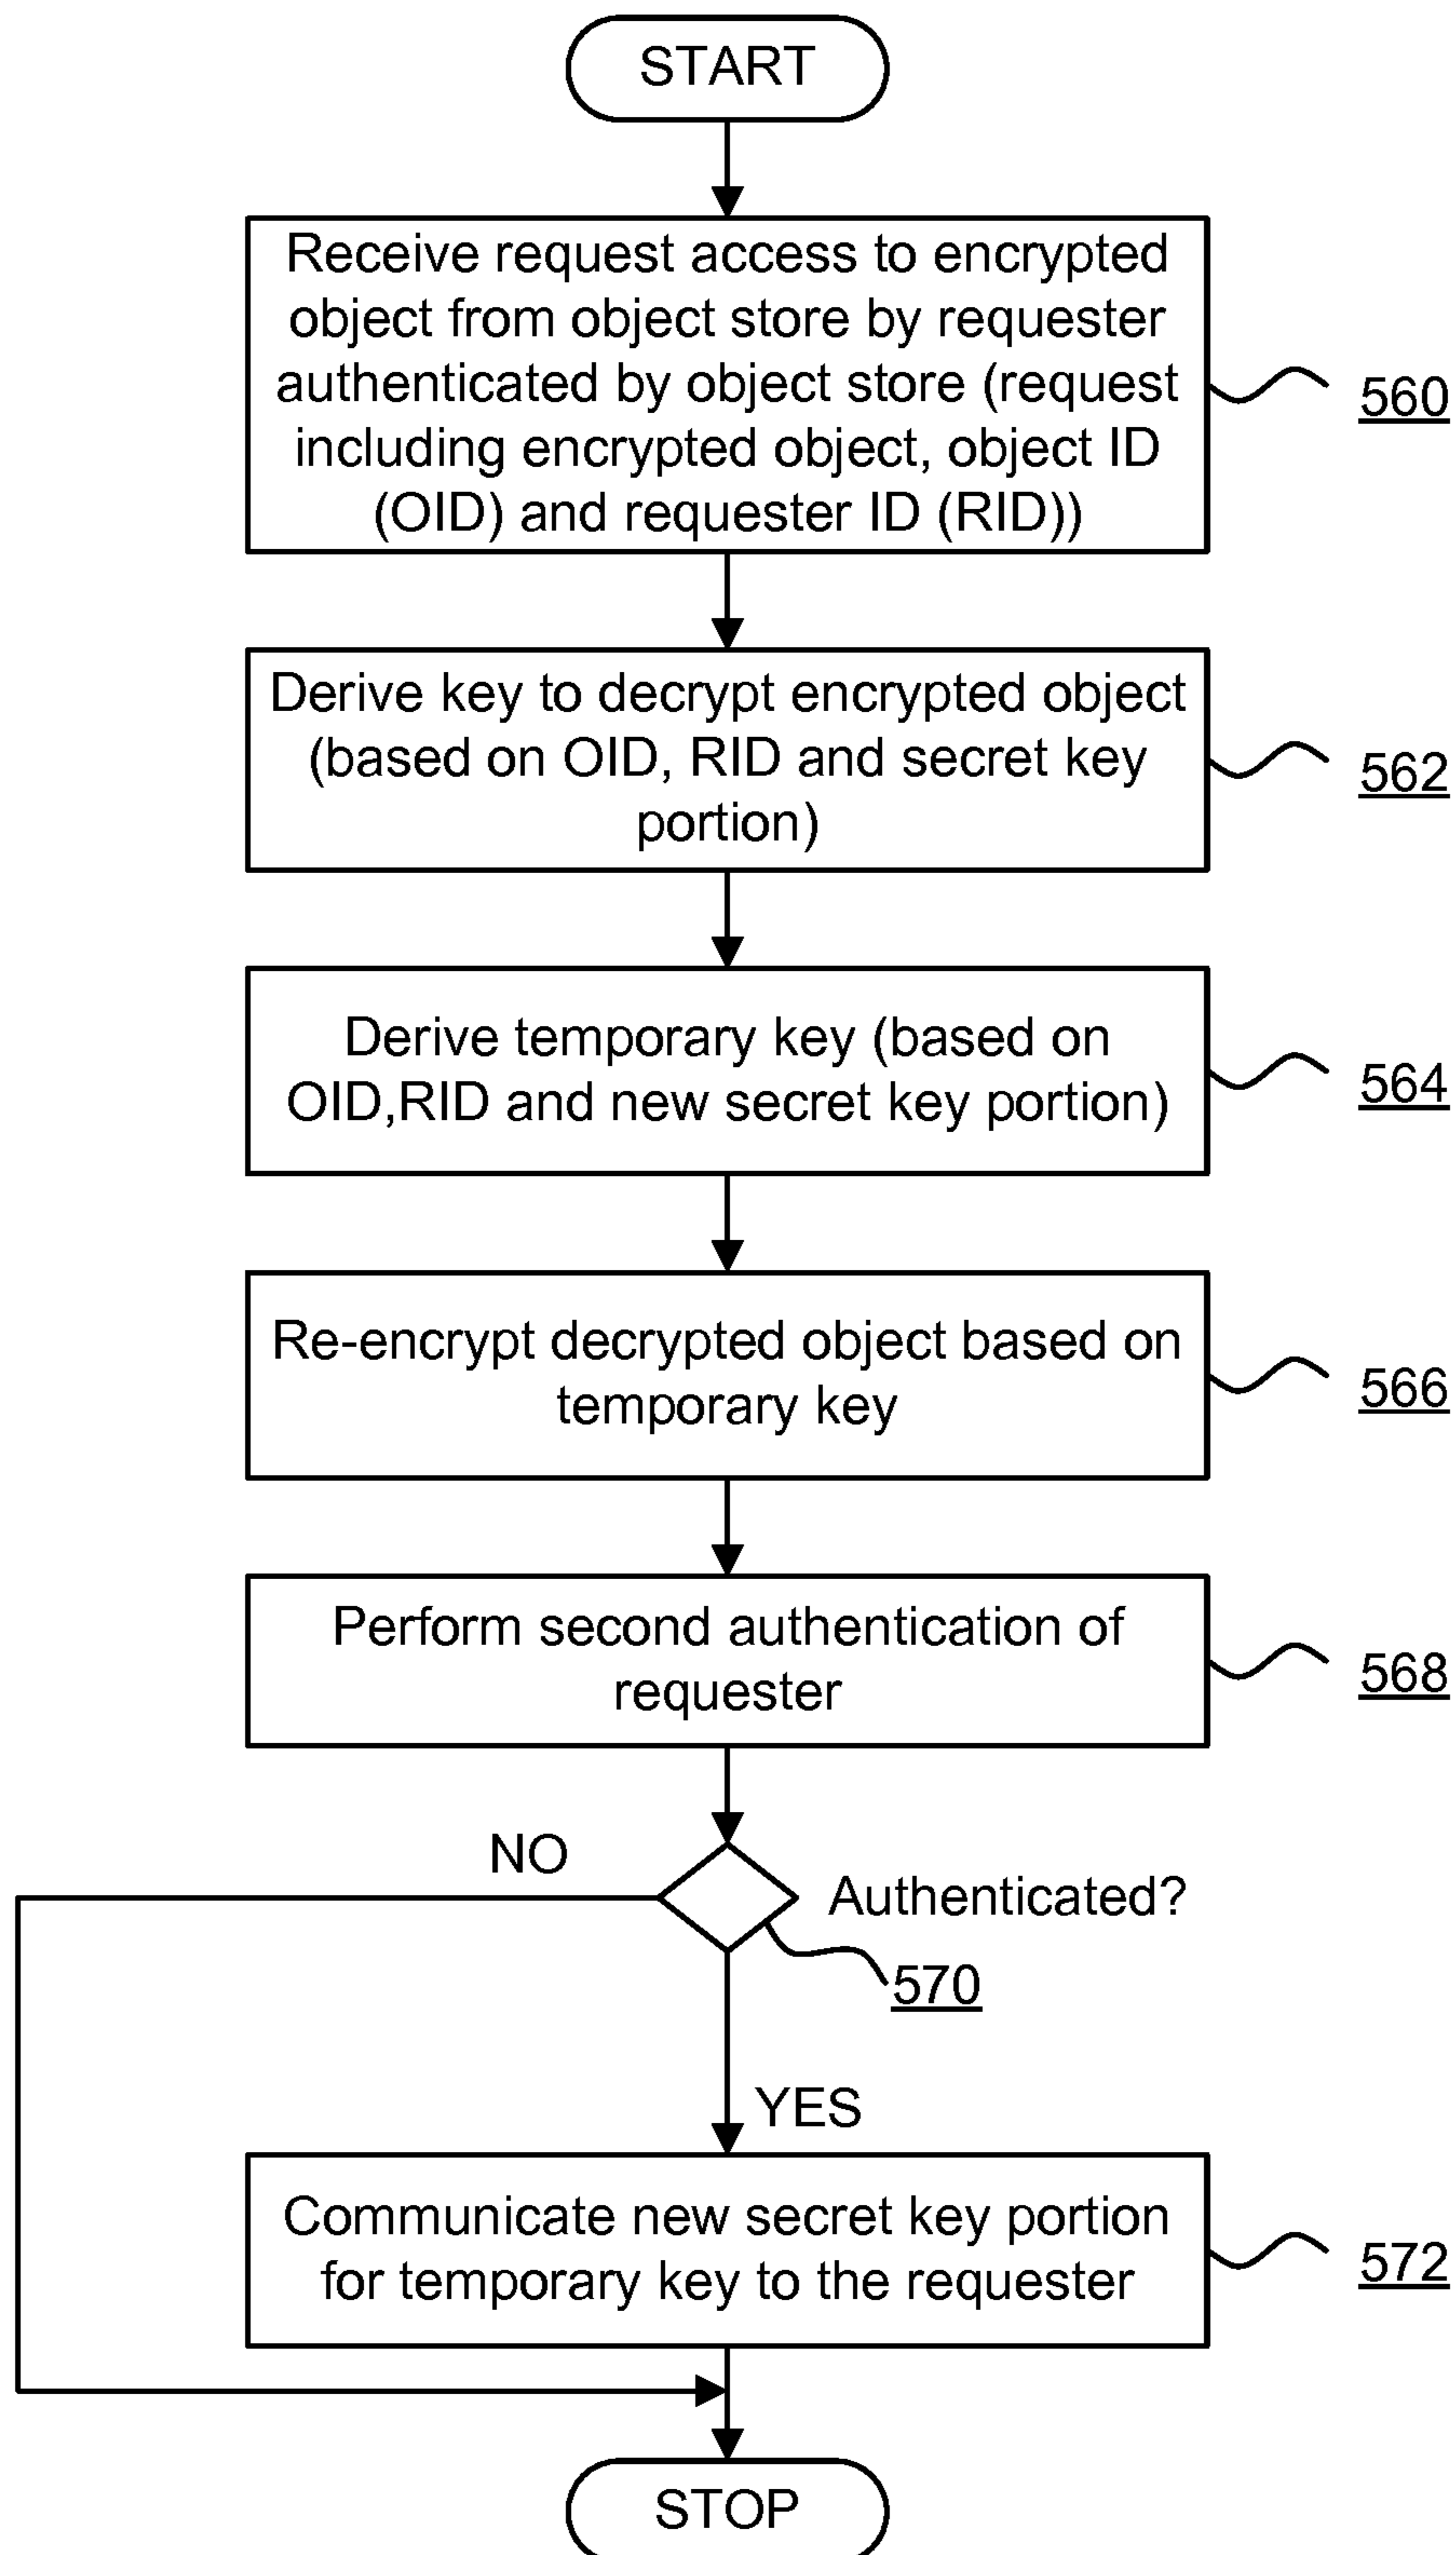 START
Receive request access to encrypted
object from object store by requester
authenticated by object store (request
including encrypted object, object ID
(OID) and requester ID (RID))
560
Derive key to decrypt encrypted object
(based on OID, RID and secret key
portion)
562
Derive temporary key (based on
OID,RID and new secret key portion)
564
Re-encrypt decrypted object based on
temporary key
566
Perform second authentication of
requester
568
NO
Authenticated?
570
YES
Communicate new secret key portion
for temporary key to the requester
572
STOP